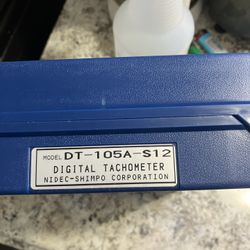 MODEL DT-105A-S12
DIGITAL TACHOMETER
NIDEC-SHIMPO CORPORATION